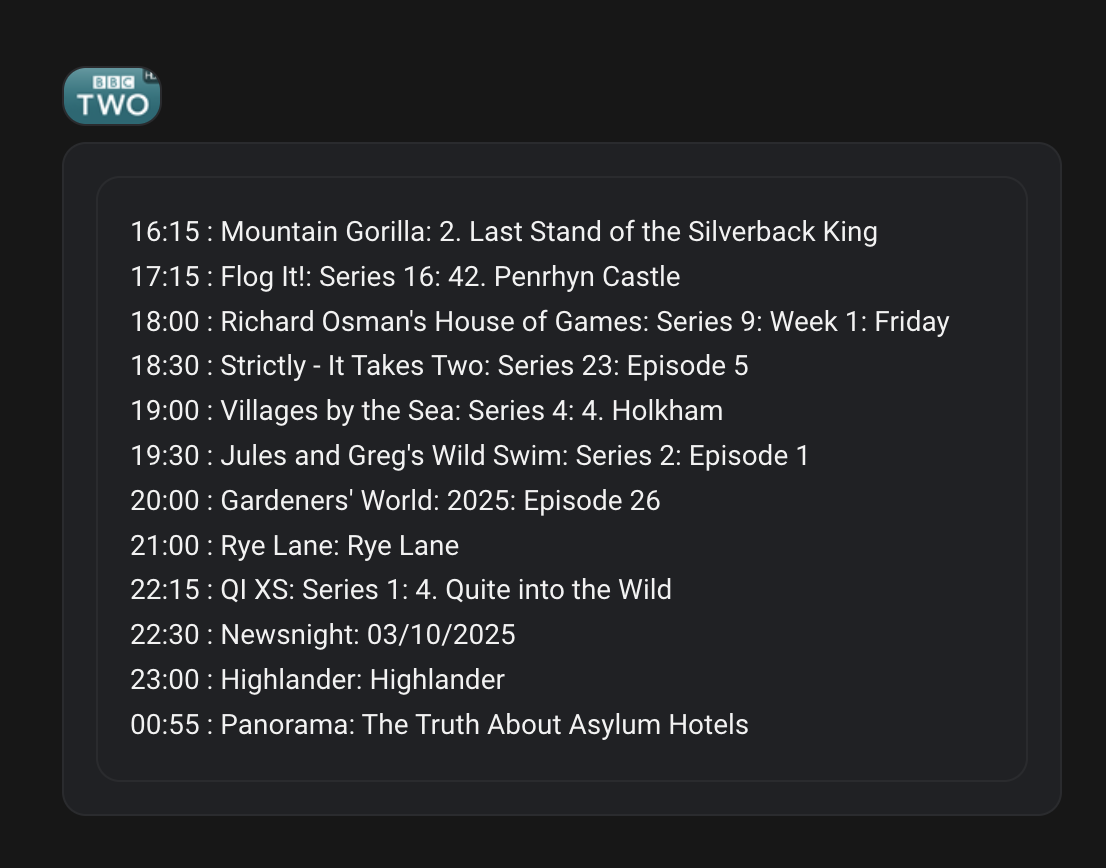 BBC
TWO
16:15 : Mountain Gorilla: 2. Last Stand of the Silverback King
17:15 : Flog It!: Series 16: 42. Penrhyn Castle
18:00 : Richard Osman's House of Games: Series 9: Week 1: Friday
18:30 : Strictly - It Takes Two: Series 23: Episode 5
19:00 : Villages by the Sea: Series 4: 4. Holkham
19:30 : Jules and Greg's Wild Swim: Series 2: Episode 1
20:00 : Gardeners' World: 2025: Episode 26
21:00 : Rye Lane: Rye Lane
22:15 : QI XS: Series 1: 4. Quite into the Wild
22:30 : Newsnight: 03/10/2025
23:00 : Highlander: Highlander
00:55 : Panorama: The Truth About Asylum Hotels